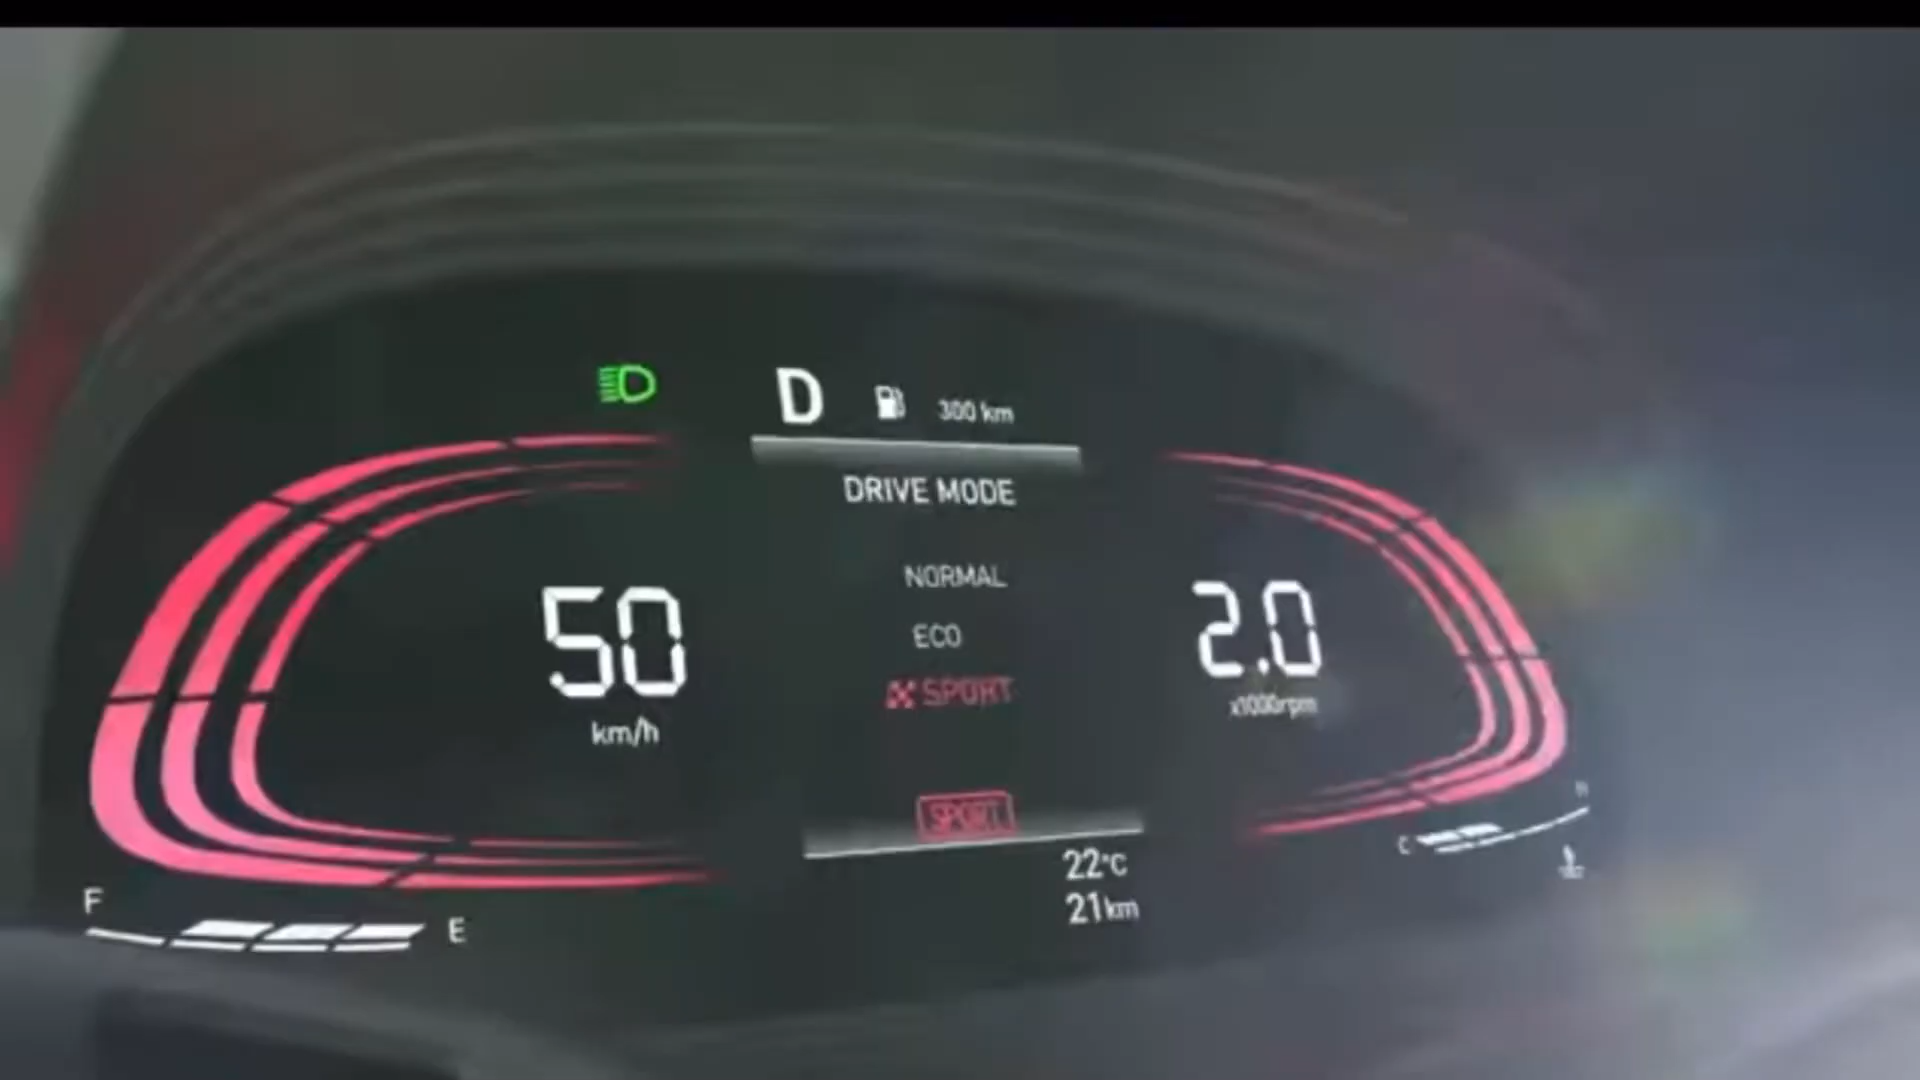 D 300 km
DRIVE MODE
NORMAL
ECO
SPORT
50
km/h
2.0
x1000rpm
SPORT
22°C
21km
F E
C H